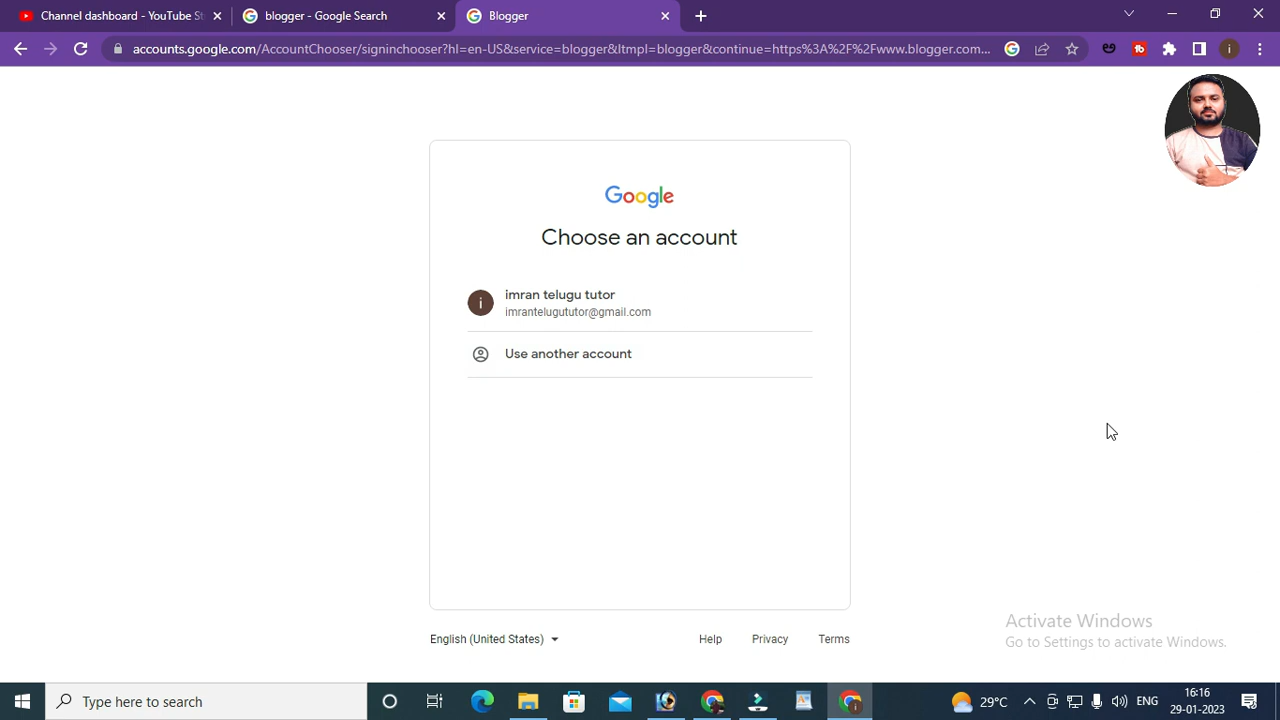 Channel dashboard - YouTube St
blogger - Google Search
Blogger
accounts.google.com/AccountChooser/signinchooser?hl=en-US&service=blogger&ltmpl=blogger&continue=https%3A%2F%2Fwww.blogger.com...
i
Google
Choose an account
i
imran telugu tutor
imrantelugututor@gmail.com
Use another account
English (United States)
Help
Privacy
Terms
Activate Windows
Go to Settings to activate Windows.
Type here to search
29°C
ENG
16:16
29-01-2023